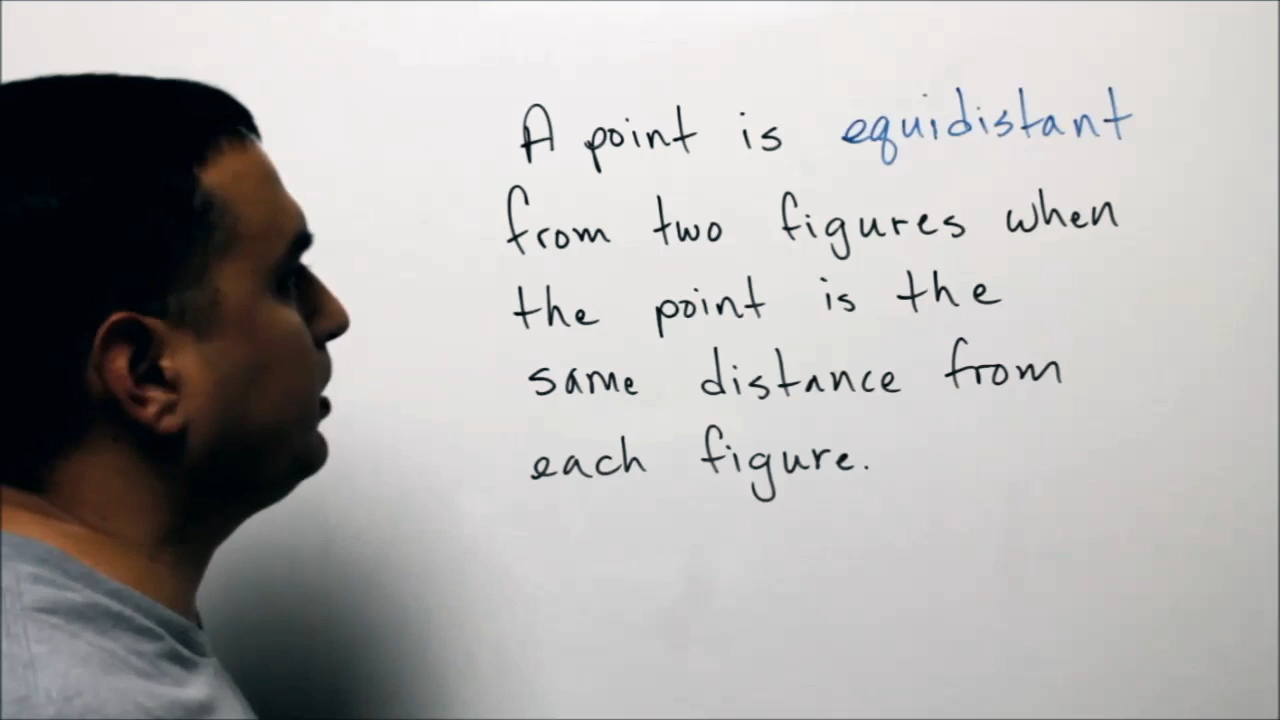 A point is equidistant
from two figures when
the point is the
same distance from
each figure.